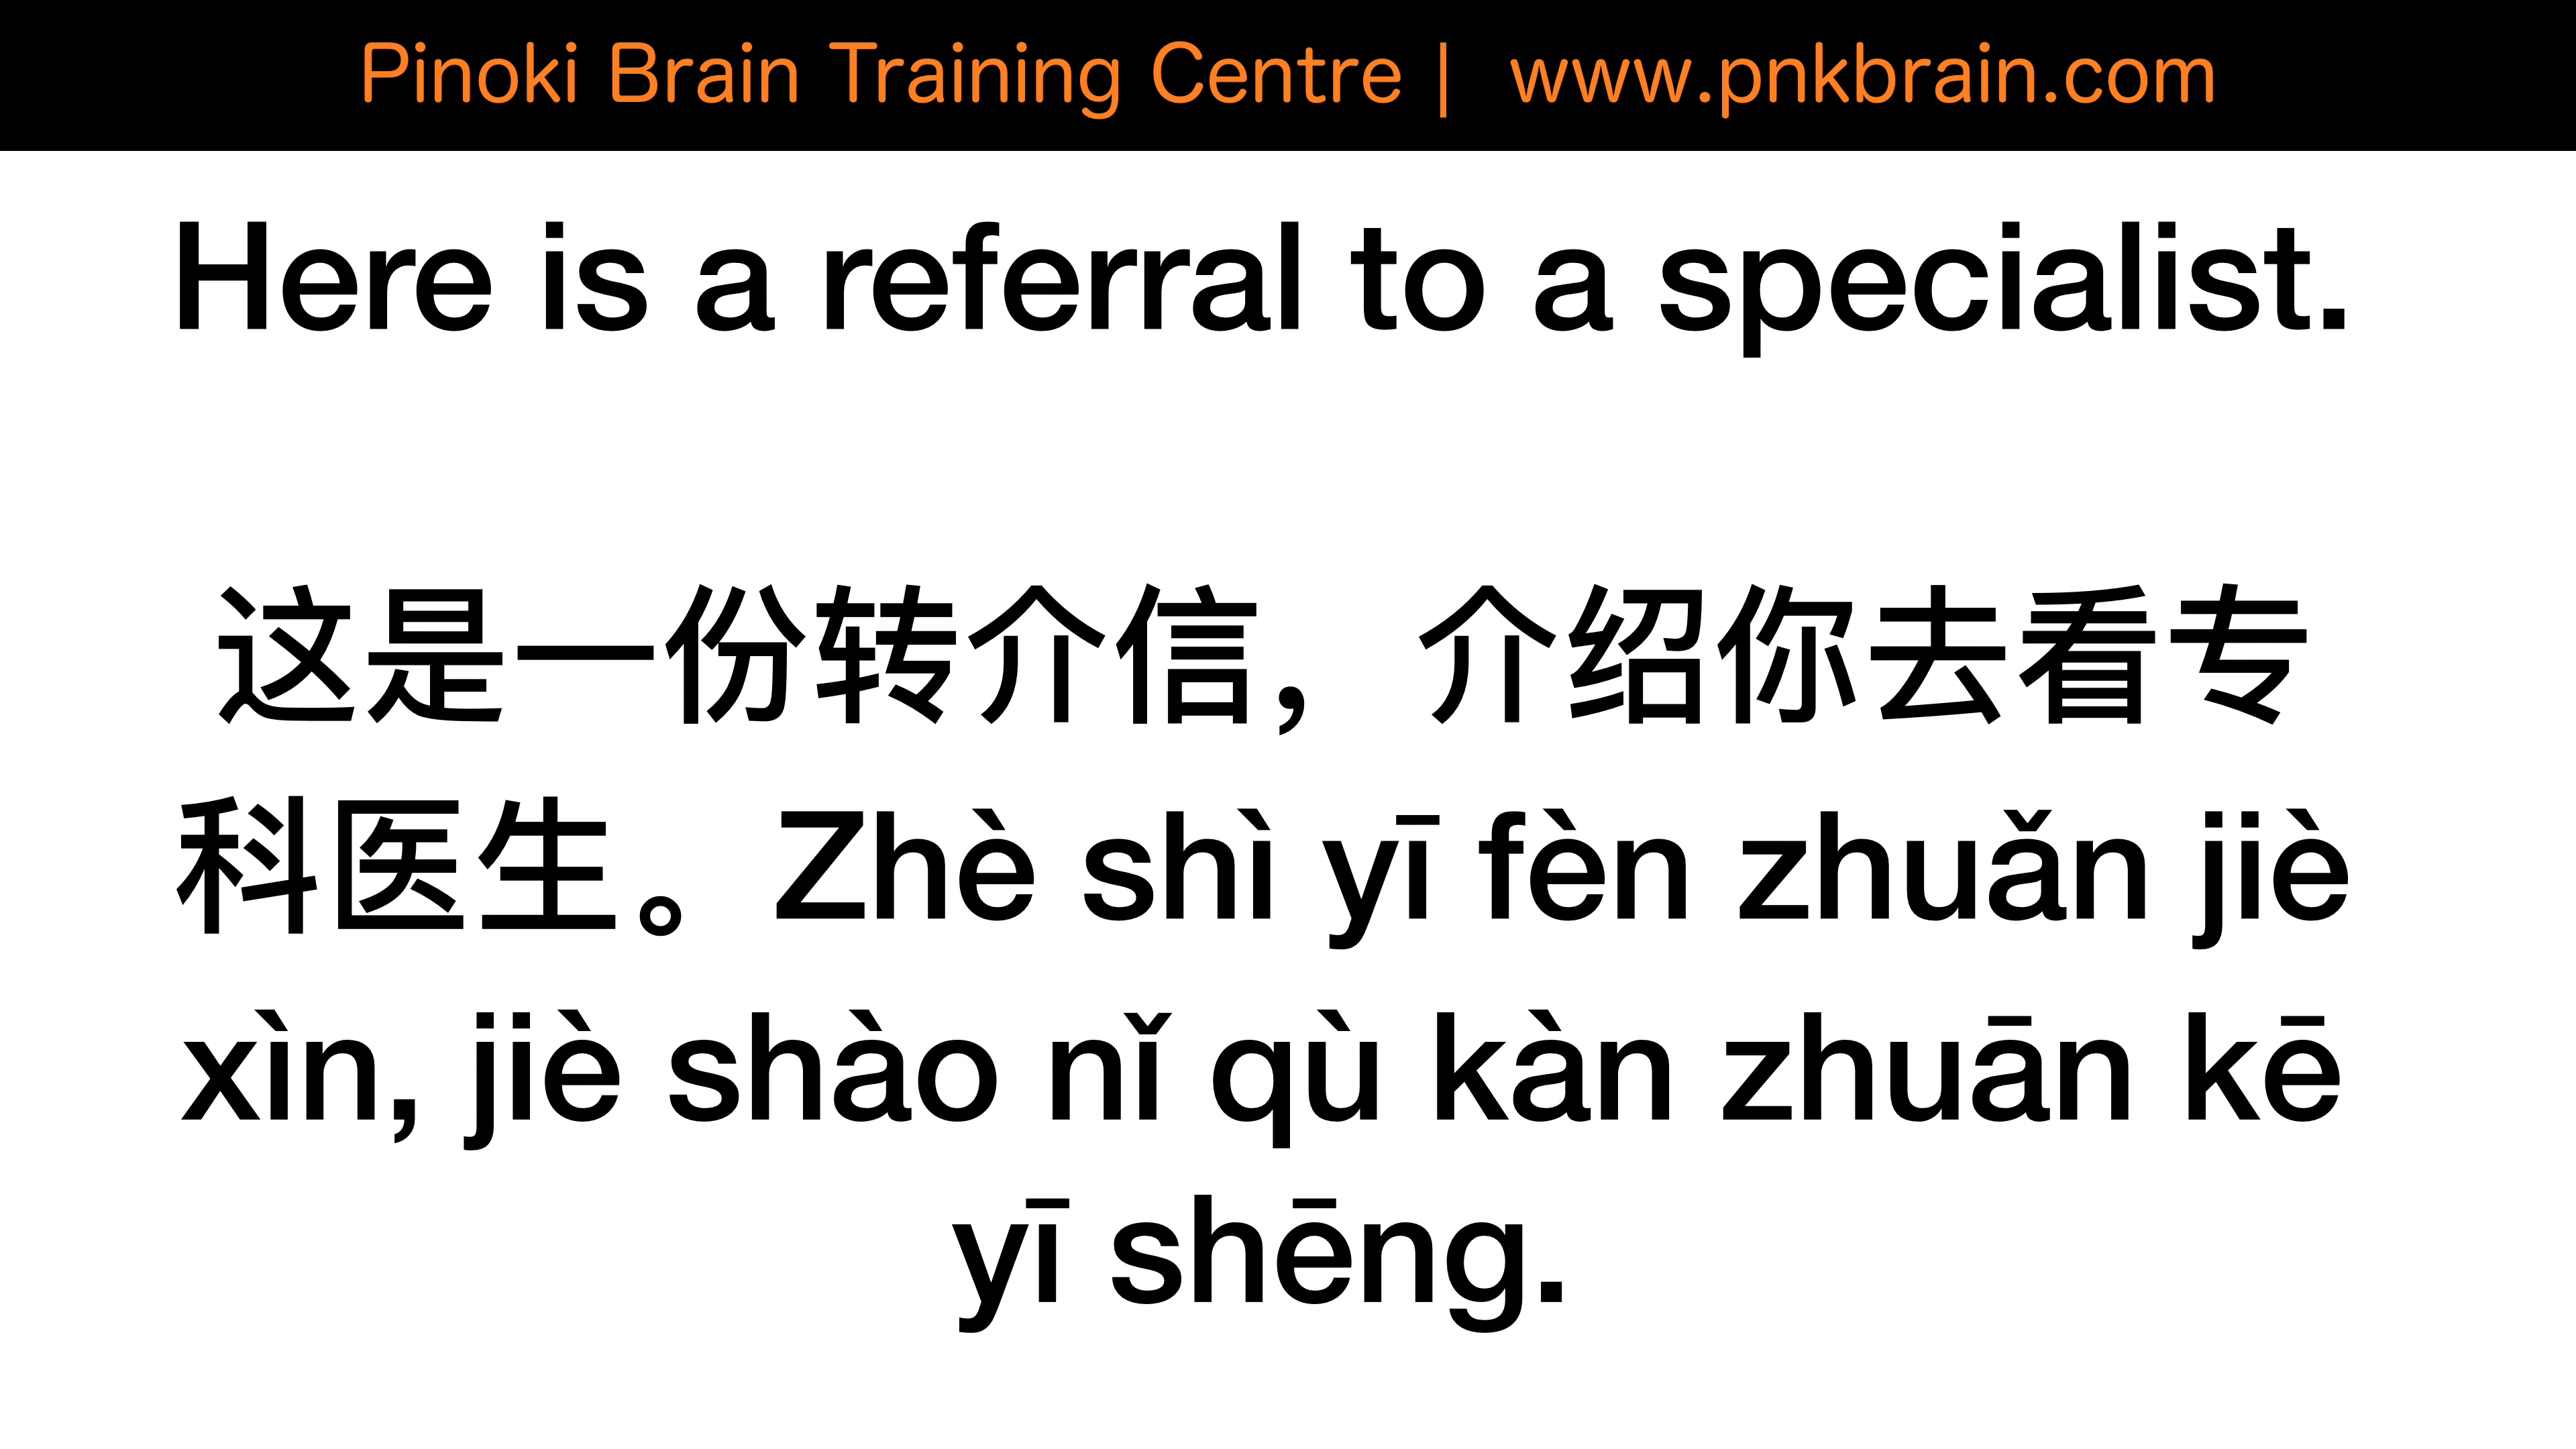 Pinoki Brain Training Centre | www.pnkbrain.com
Here is a referral to a specialist.
这是一份转介信，介绍你去看专
科医生。Zhè shì yī fèn zhuǎn jiè
xìn, jiè shào nǐ qù kàn zhuān kē
yī shēng.